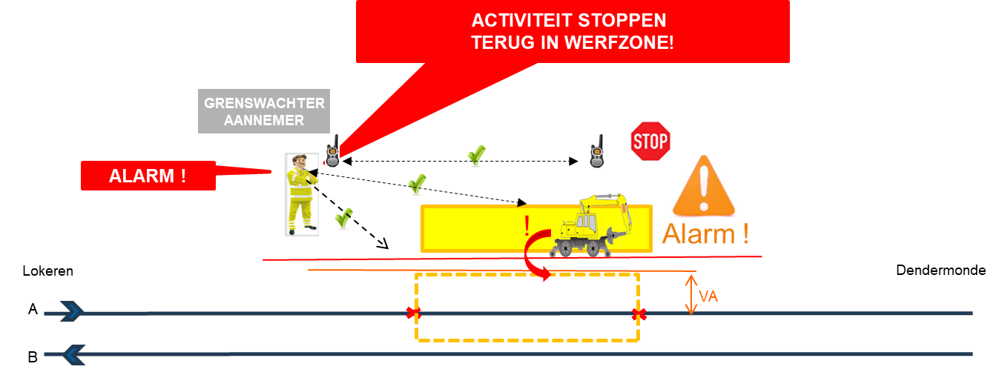 ACTIVITEIT STOPPEN
TERUG IN WERFZONE!
GRENSWACHTER
AANNEMER
STOP
ALARM !
!
Alarm !
Lokeren
Dendermonde
VA
A
B